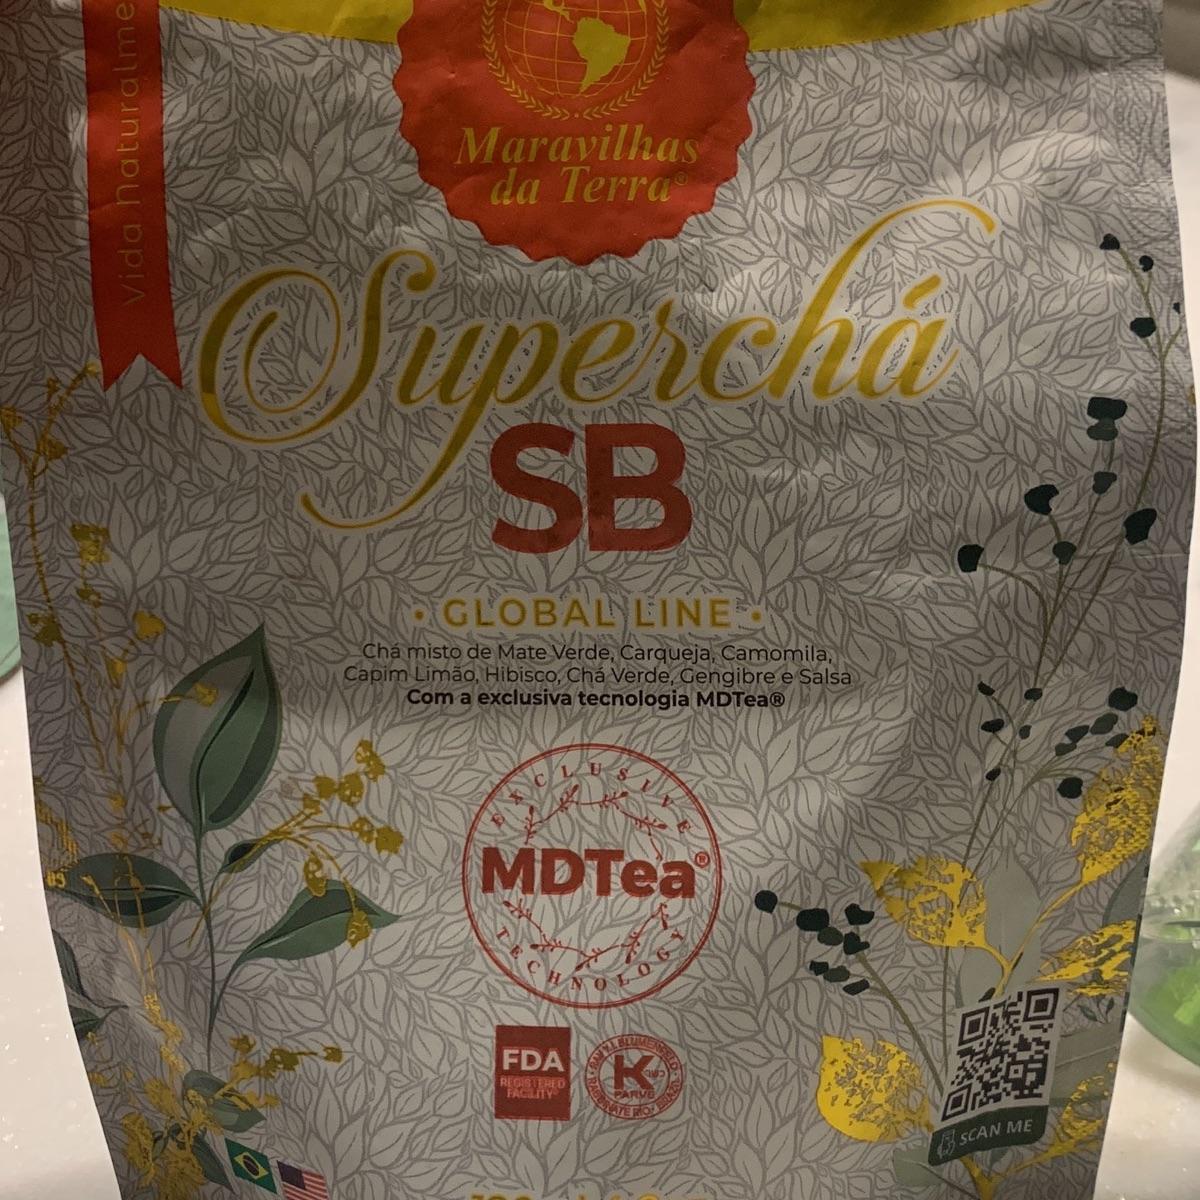 Vida Naturalme
Maravilhas
da Terra®
Superchá
SB
• GLOBAL LINE •
Chá misto de Mate Verde, Carqueja, Camomila,
Capim Limão, Hibisco, Chá Verde, Gengibre e Salsa
Com a exclusiva tecnologia MDTea®
EXCLUSIVE
MDTea®
TECHNOLOGY
FDA
REGISTERED
FACILITY
K
PARVE
SCAN ME